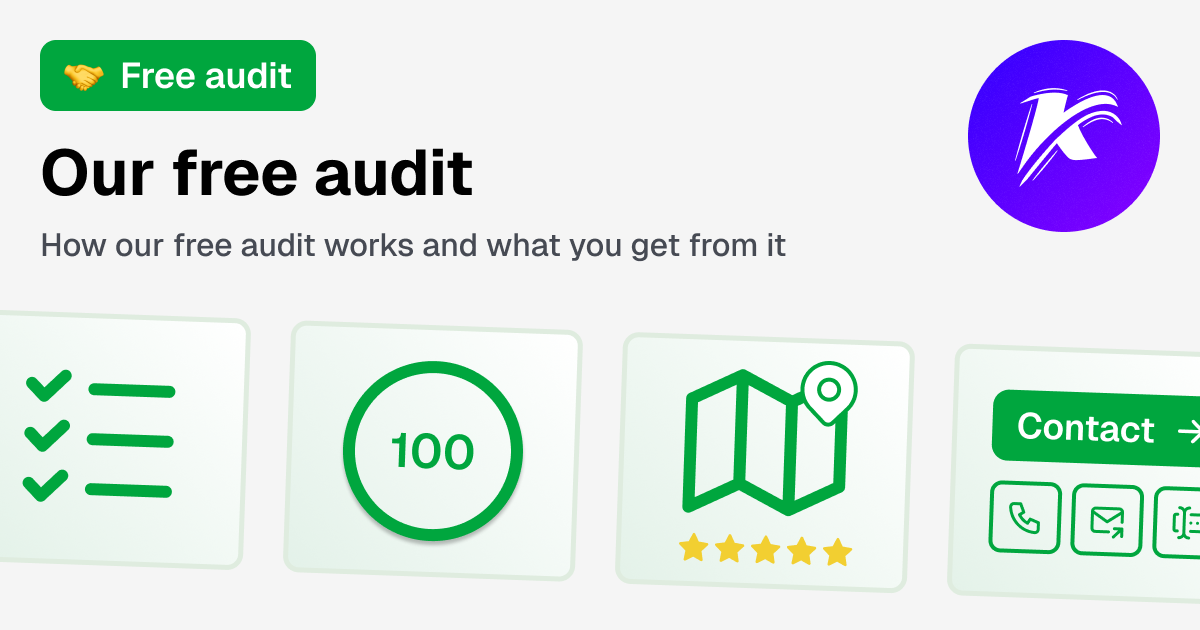 🤝 Free audit
Our free audit
How our free audit works and what you get from it
K
100
Contact →